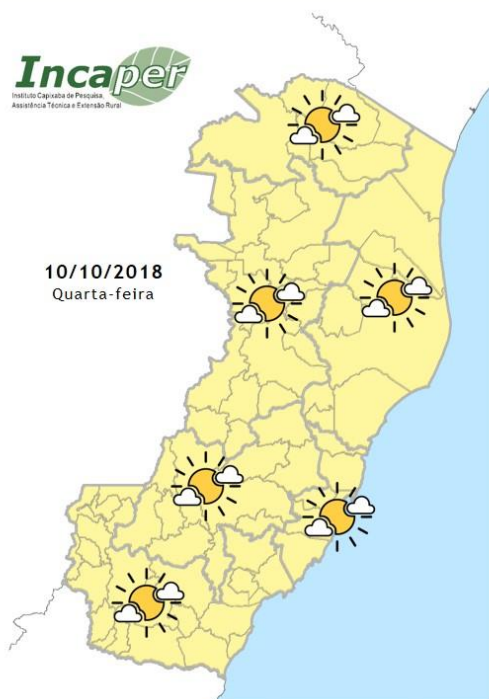 Incaper
Instituto Capixaba de Pesquisa,
Assistência Técnica e Extensão Rural
10/10/2018
Quarta-feira